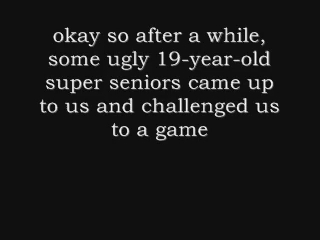 okay so after a while,
some ugly 19-year-old
super seniors came up
to us and challenged us
to a game